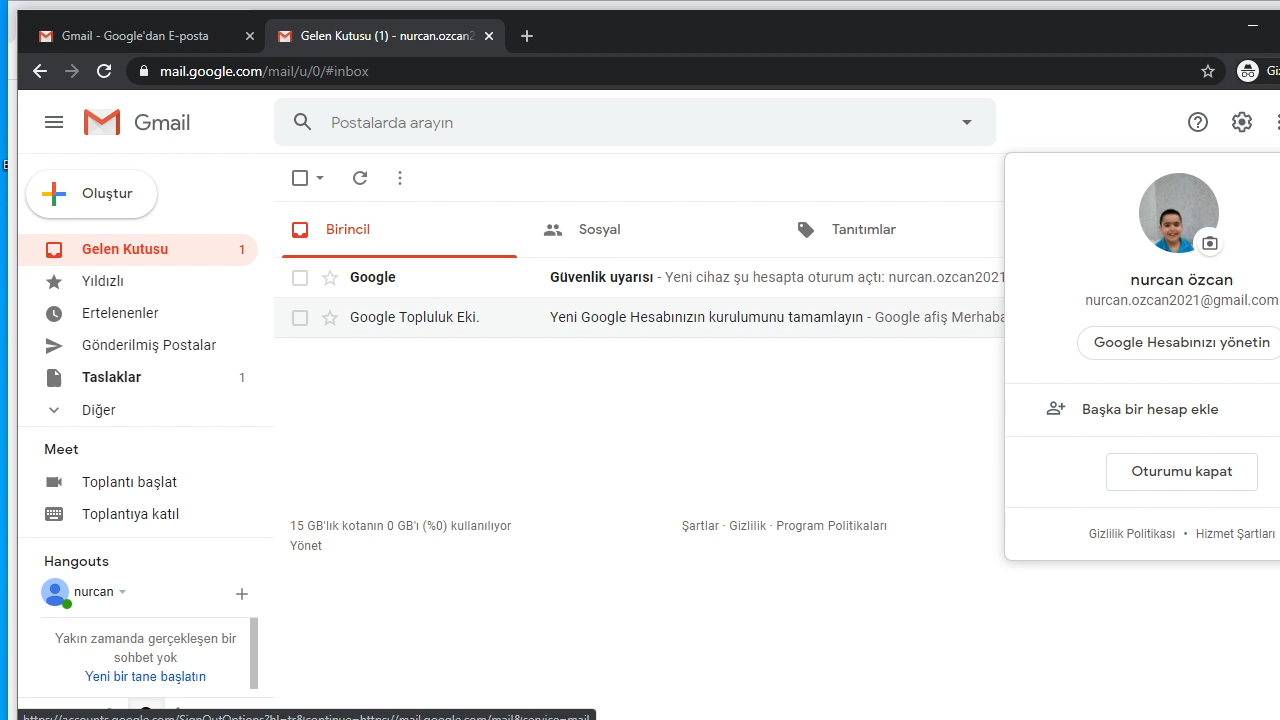 Gmail - Google'dan E-posta
Gelen Kutusu (1) - nurcan.ozcan2
mail.google.com/mail/u/0/#inbox
Giz
Gmail
Postalarda arayın
Oluştur
Gelen Kutusu 1
Yıldızlı
Ertelenenler
Gönderilmiş Postalar
Taslaklar 1
Diğer
Meet
Toplantı başlat
Toplantıya katıl
Hangouts
nurcan
Yakın zamanda gerçekleşen bir
sohbet yok
Yeni bir tane başlatın
Birincil Sosyal Tanıtımlar
Google Güvenlik uyarısı - Yeni cihaz şu hesapta oturum açtı: nurcan.ozcan2021
Google Topluluk Eki. Yeni Google Hesabınızın kurulumunu tamamlayın - Google afiş Merhaba
15 GB'lık kotanın 0 GB'ı (%0) kullanılıyor
Yönet
Şartlar · Gizlilik · Program Politikaları
nurcan özcan
nurcan.ozcan2021@gmail.com
Google Hesabınızı yönetin
Başka bir hesap ekle
Oturumu kapat
Gizlilik Politikası • Hizmet Şartları